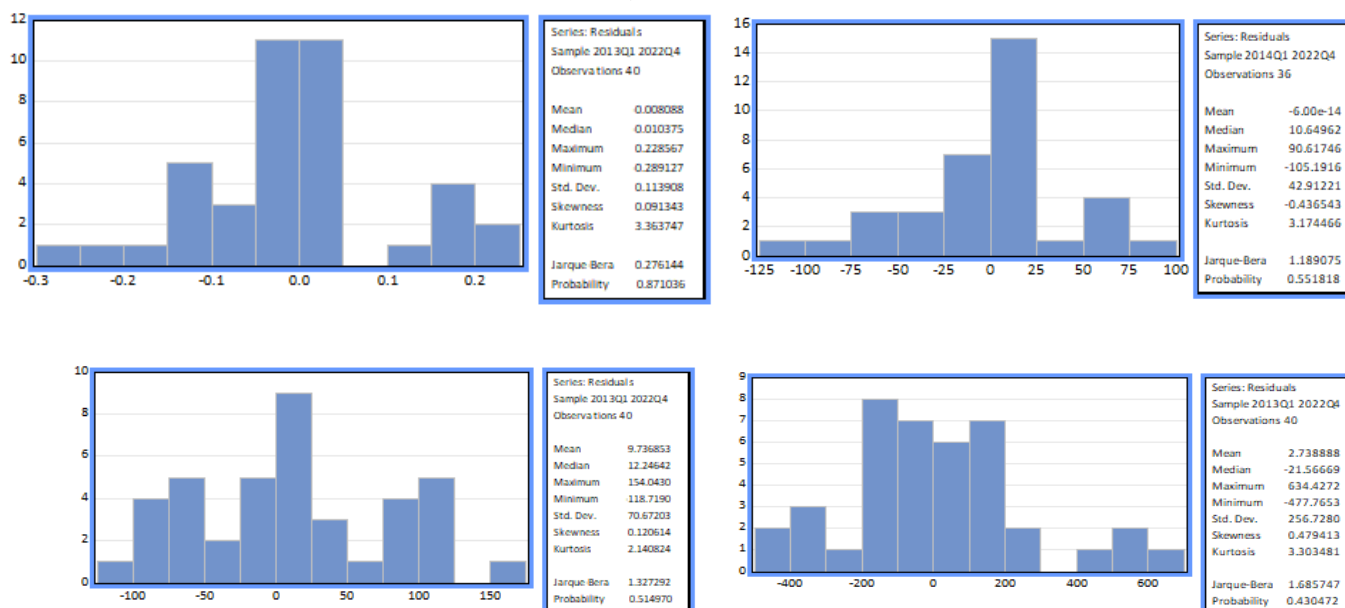 12
10
8
6
4
2
0
-0.3
-0.2
-0.1
0.0
0.1
0.2
Series: Residuals
Sample 2013Q1 2022Q4
Observations 40
Mean 0.008088
Median 0.010375
Maximum 0.228567
Minimum 0.289127
Std. Dev. 0.113908
Skewness 0.091343
Kurtosis 3.363747
Jarque-Bera 0.276144
Probability 0.871036
16
14
12
10
8
6
4
2
0
-125
-100
-75
-50
-25
0
25
50
75
100
Series: Residuals
Sample 2014Q1 2022Q4
Observations 36
Mean -6.00e-14
Median 10.64962
Maximum 90.61746
Minimum -105.1916
Std. Dev. 42.91221
Skewness -0.436543
Kurtosis 3.174466
Jarque-Bera 1.189075
Probability 0.551818
10
8
6
4
2
0
-100
-50
0
50
100
150
Series: Residuals
Sample 2013Q1 2022Q4
Observations 40
Mean 9.736853
Median 12.24642
Maximum 154.0430
Minimum -118.7190
Std. Dev. 70.67203
Skewness 0.120614
Kurtosis 2.140824
Jarque-Bera 1.327292
Probability 0.514970
9
8
7
6
5
4
3
2
1
0
-400
-200
0
200
400
600
Series: Residuals
Sample 2013Q1 2022Q4
Observations 40
Mean 2.738888
Median -21.56669
Maximum 634.4272
Minimum -477.7653
Std. Dev. 256.7280
Skewness 0.479413
Kurtosis 3.303481
Jarque-Bera 1.685747
Probability 0.430472